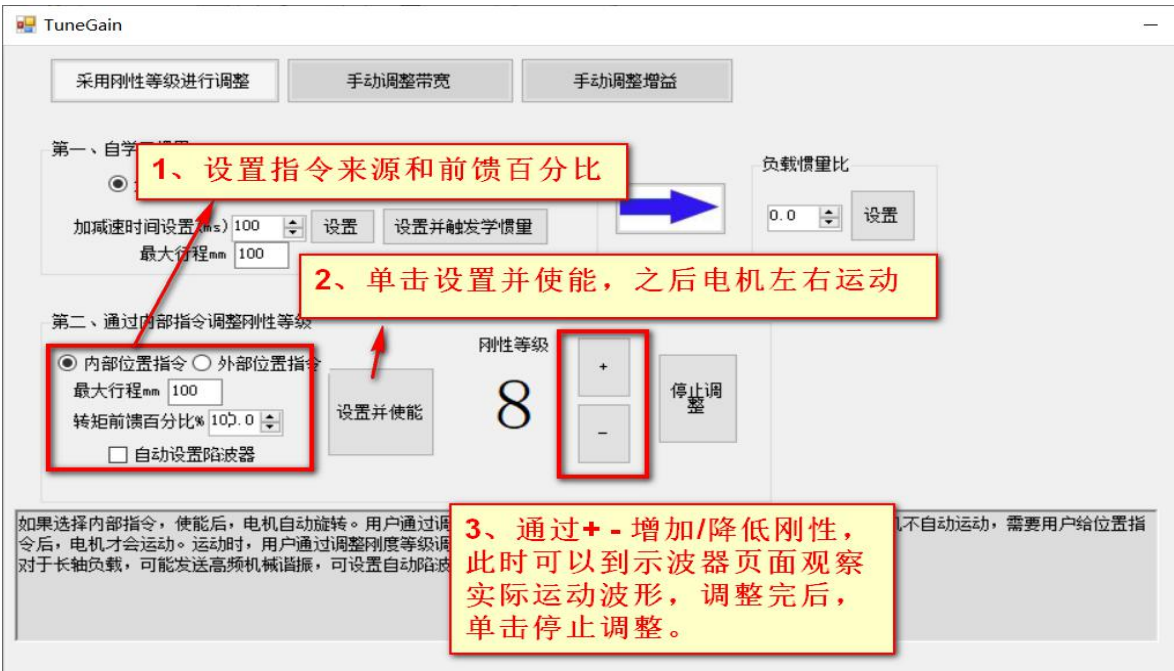 TuneGain
采用刚性等级进行调整 手动调整带宽 手动调整增益
第一、自学
1、设置指令来源和前馈百分比
负载惯量比
加减速时间设置(ms) 100 设置 设置并触发学惯量
0.0 设置
最大行程mm 100
2、单击设置并使能，之后电机左右运动
第二、通过内部指令调整刚性等级
内部位置指令 外部位置指令
最大行程mm 100
转矩前馈百分比%
自动设置陷波器
设置并使能
刚性等级
8
+
-
停止调
整
如果选择内部指令，使能后，电机自动旋转。用户通过调
机不自动运动，需要用户给位置指
令后，电机才会运动。运动时，用户通过调整刚度等级调
对于长轴负载，可能发送高频机械谐振，可设置自动陷波
3、通过+ - 增加/降低刚性，
此时可以到示波器页面观察
实际运动波形，调整完后，
单击停止调整。